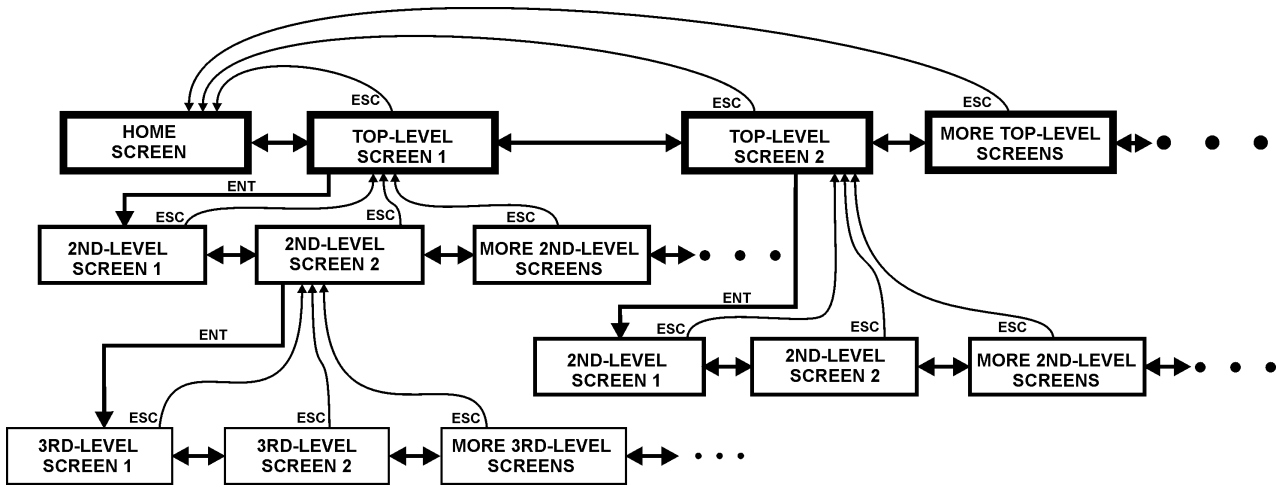 ESC
ESC
ESC
HOME
SCREEN
TOP-LEVEL
SCREEN 1
TOP-LEVEL
SCREEN 2
MORE TOP-LEVEL
SCREENS
ENT
ESC
ESC
ESC
2ND-LEVEL
SCREEN 1
2ND-LEVEL
SCREEN 2
MORE 2ND-LEVEL
SCREENS
ENT
ESC
ESC
ESC
2ND-LEVEL
SCREEN 1
2ND-LEVEL
SCREEN 2
MORE 2ND-LEVEL
SCREENS
ENT
ESC
ESC
ESC
3RD-LEVEL
SCREEN 1
3RD-LEVEL
SCREEN 2
MORE 3RD-LEVEL
SCREENS